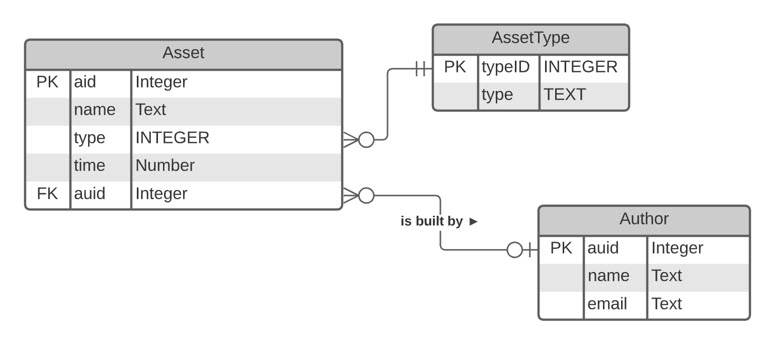 Asset
PK aid Integer
name Text
type INTEGER
time Number
FK auid Integer
AssetType
PK typeID INTEGER
type TEXT
is built by ►
Author
PK auid Integer
name Text
email Text